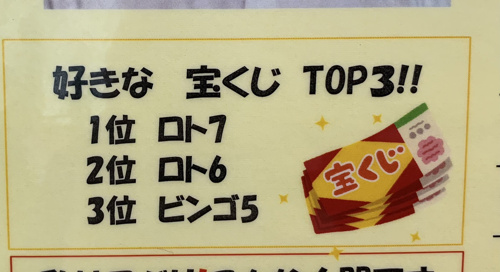 好きな 宝くじ TOP3!!
1位 ロト7
2位 ロト6
3位 ビンゴ5
宝くじ